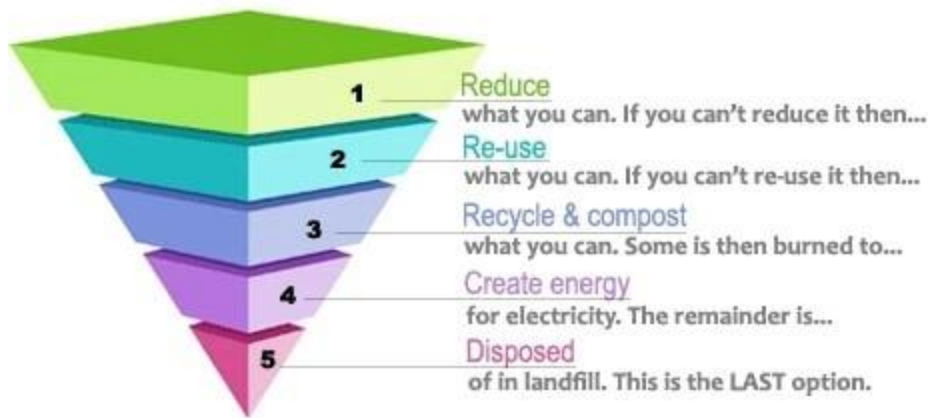 1
Reduce
what you can. If you can't reduce it then...
2
Re-use
what you can. If you can't re-use it then...
3
Recycle & compost
what you can. Some is then burned to...
4
Create energy
for electricity. The remainder is...
5
Disposed
of in landfill. This is the LAST option.